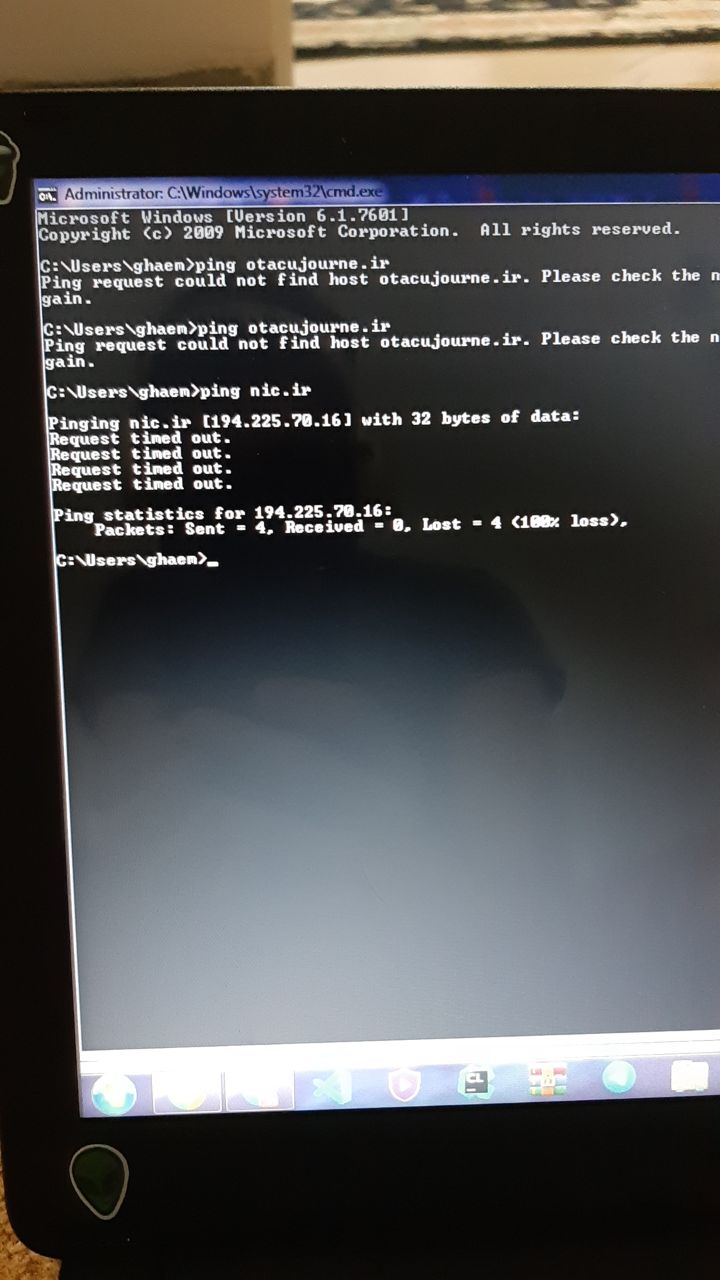 Administrator: C:\Windows\system32\cmd.exe
Microsoft Windows [Version 6.1.7601]
Copyright (c) 2009 Microsoft Corporation.  All rights reserved.
C:\Users\ghaem>ping otacujourne.ir
Ping request could not find host otacujourne.ir. Please check the n
gain.
C:\Users\ghaem>ping otacujourne.ir
Ping request could not find host otacujourne.ir. Please check the n
gain.
C:\Users\ghaem>ping nic.ir
Pinging nic.ir [194.225.70.16] with 32 bytes of data:
Request timed out.
Request timed out.
Request timed out.
Request timed out.
Ping statistics for 194.225.70.16:
    Packets: Sent = 4, Received = 0, Lost = 4 (100% loss),
C:\Users\ghaem>_
CL